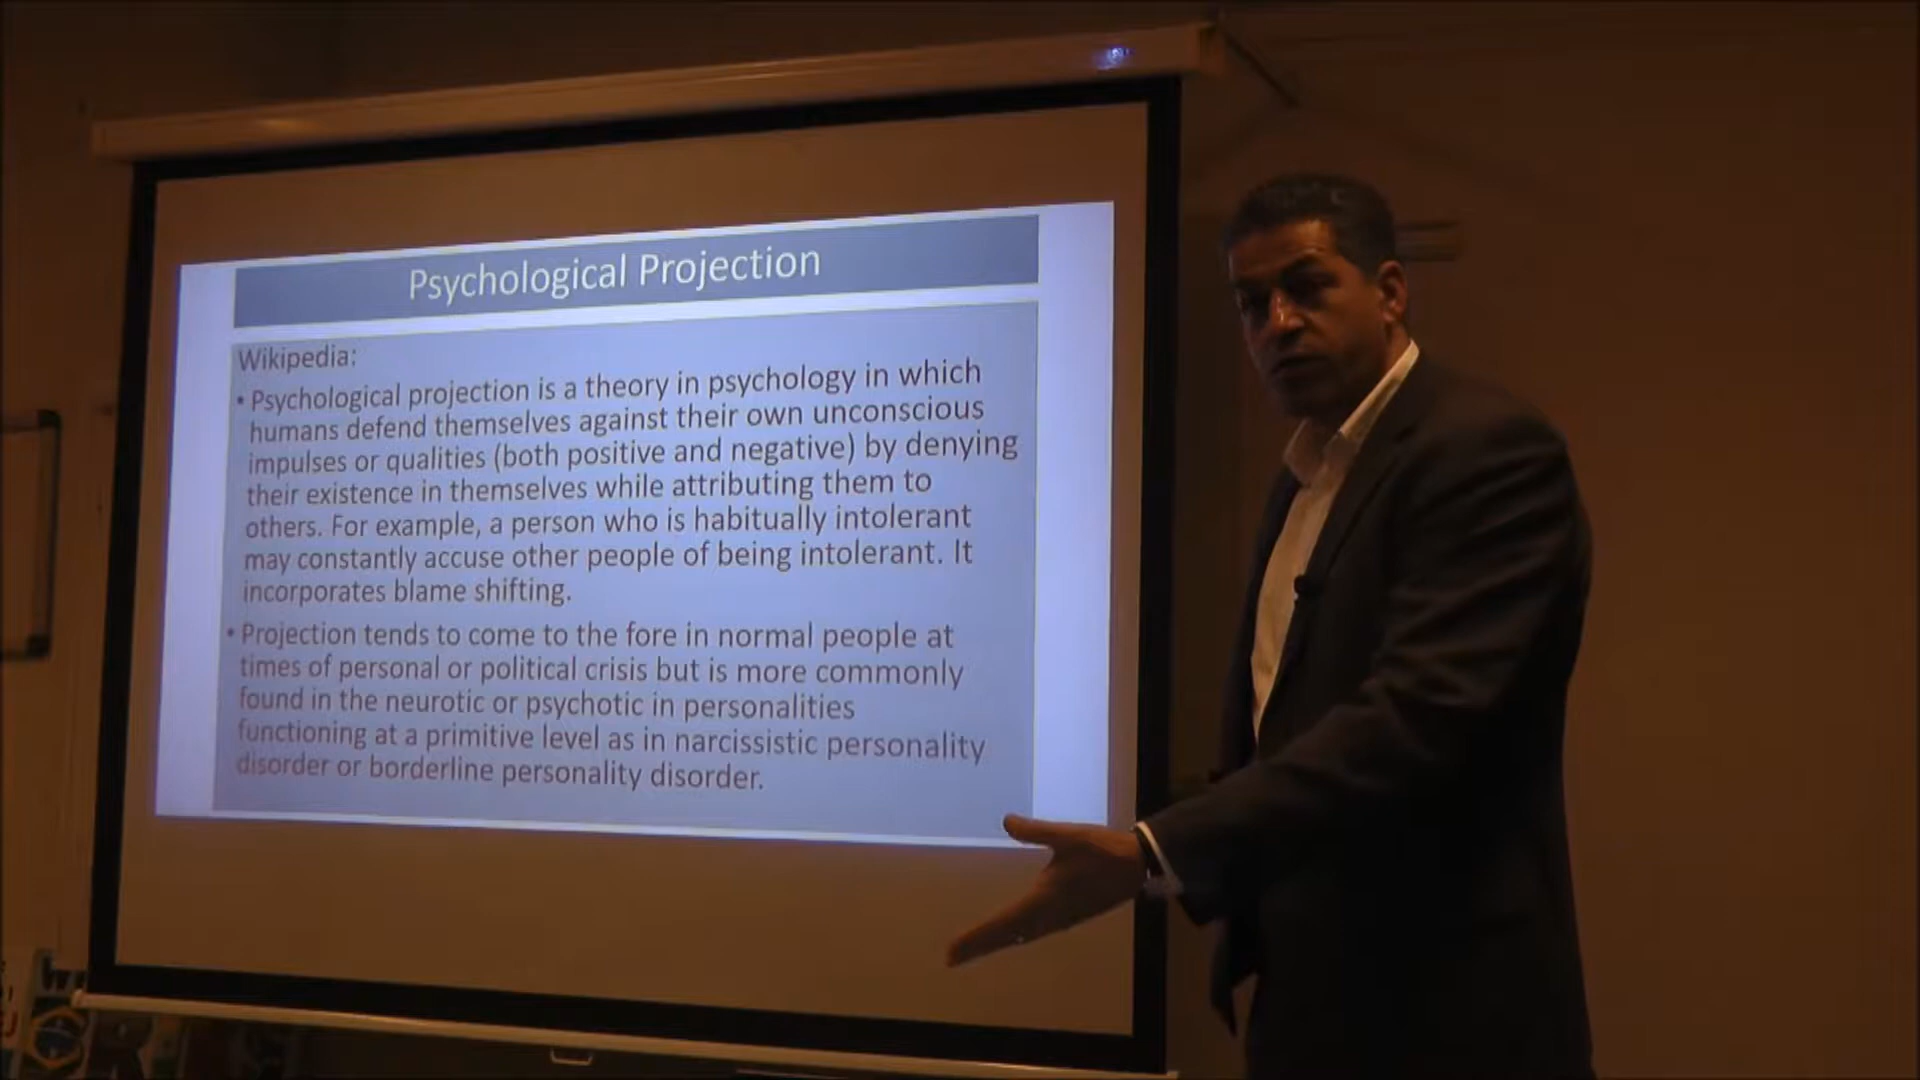 Psychological Projection
Wikipedia:
• Psychological projection is a theory in psychology in which
humans defend themselves against their own unconscious
impulses or qualities (both positive and negative) by denying
their existence in themselves while attributing them to
others. For example, a person who is habitually intolerant
may constantly accuse other people of being intolerant. It
incorporates blame shifting.
• Projection tends to come to the fore in normal people at
times of personal or political crisis but is more commonly
found in the neurotic or psychotic in personalities
functioning at a primitive level as in narcissistic personality
disorder or borderline personality disorder.